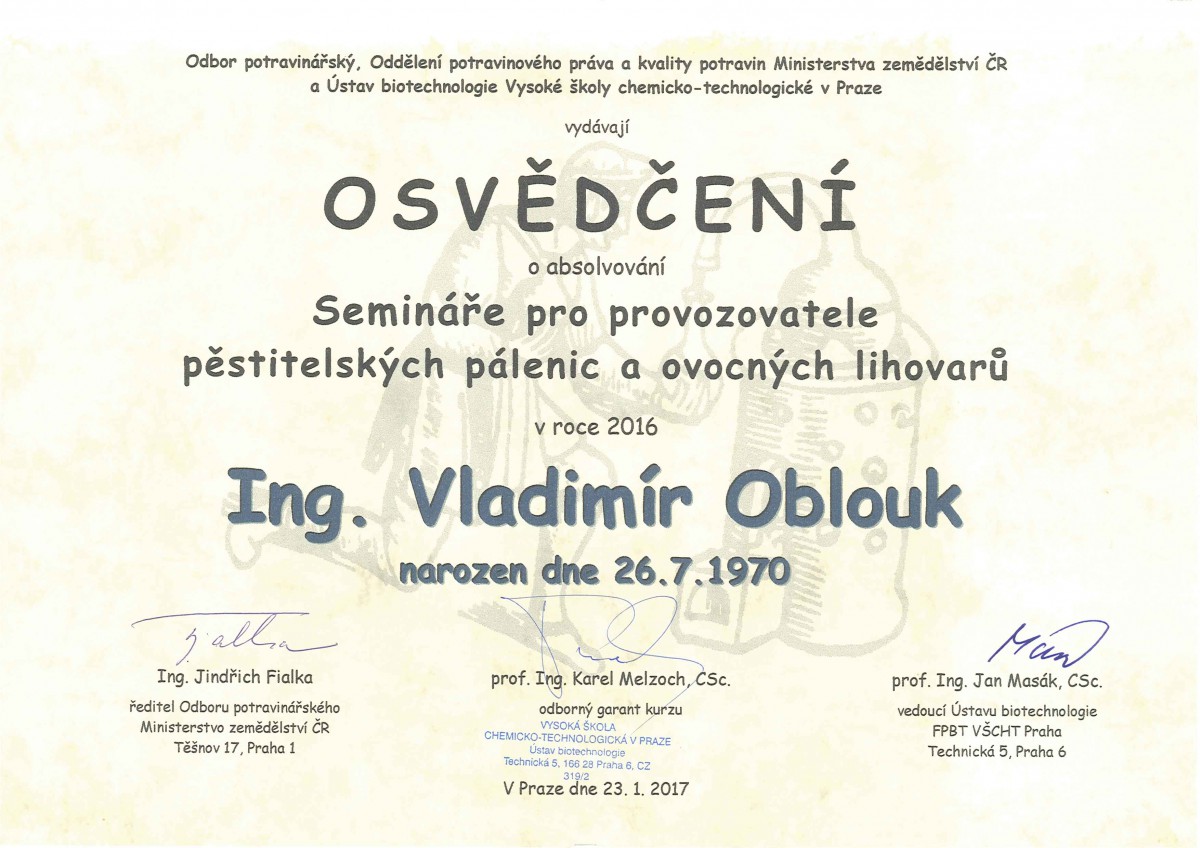 Odbor potravinářský, Oddělení potravinového práva a kvality potravin Ministerstva zemědělství ČR
a Ústav biotechnologie Vysoké školy chemicko-technologické v Praze
vydávají
OSVĚDČENÍ
o absolvování
Semináře pro provozovatele
pěstitelských pálenic a ovocných lihovarů
v roce 2016
Ing. Vladimír Oblouk
narozen dne 26.7.1970
Ing. Jindřich Fialka
ředitel Odboru potravinářského
Ministerstvo zemědělství ČR
Těšnov 17, Praha 1
prof. Ing. Karel Melzoch, CSc.
odborný garant kurzu
VYSOKÁ ŠKOLA
CHEMICKO-TECHNOLOGICKÁ V PRAZE
Ústav biotechnologie
Technická 5, 166 28 Praha 6, CZ
319/2
V Praze dne 23. 1. 2017
prof. Ing. Jan Masák, CSc.
vedoucí Ústavu biotechnologie
FPBT VŠCHT Praha
Technická 5, Praha 6